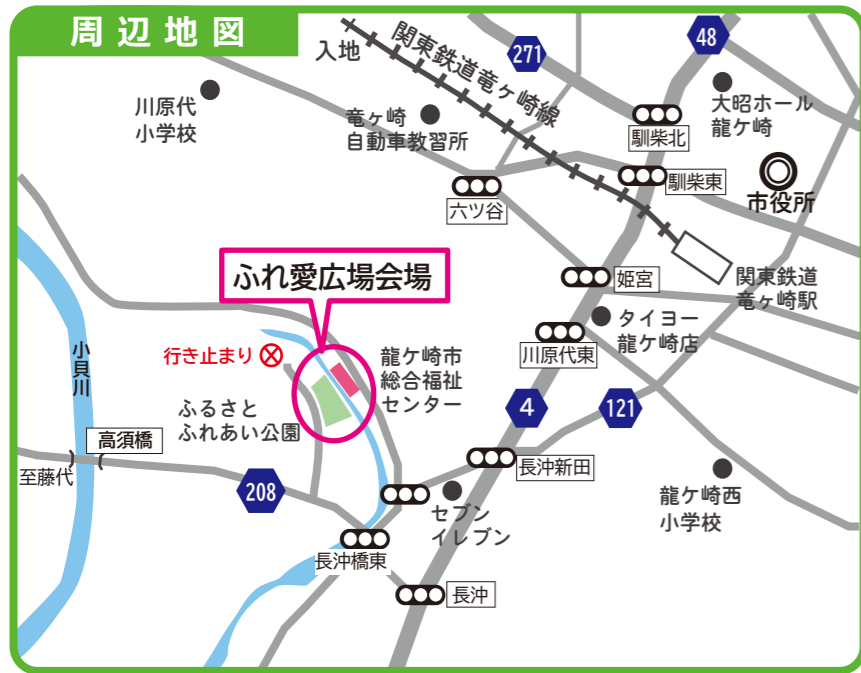 周辺地図
入地
関東鉄道竜ヶ崎線
271
48
川原代
小学校
竜ヶ崎
自動車教習所
馴柴北
大昭ホール
龍ケ崎
馴柴東
市役所
六ツ谷
ふれ愛広場会場
姫宮
関東鉄道
竜ヶ崎駅
タイヨー
龍ケ崎店
川原代東
小貝川
行き止まり
龍ケ崎市
総合福祉
センター
ふるさと
ふれあい公園
4
121
高須橋
至藤代
208
長沖新田
セブン
イレブン
龍ケ崎西
小学校
長沖橋東
長沖